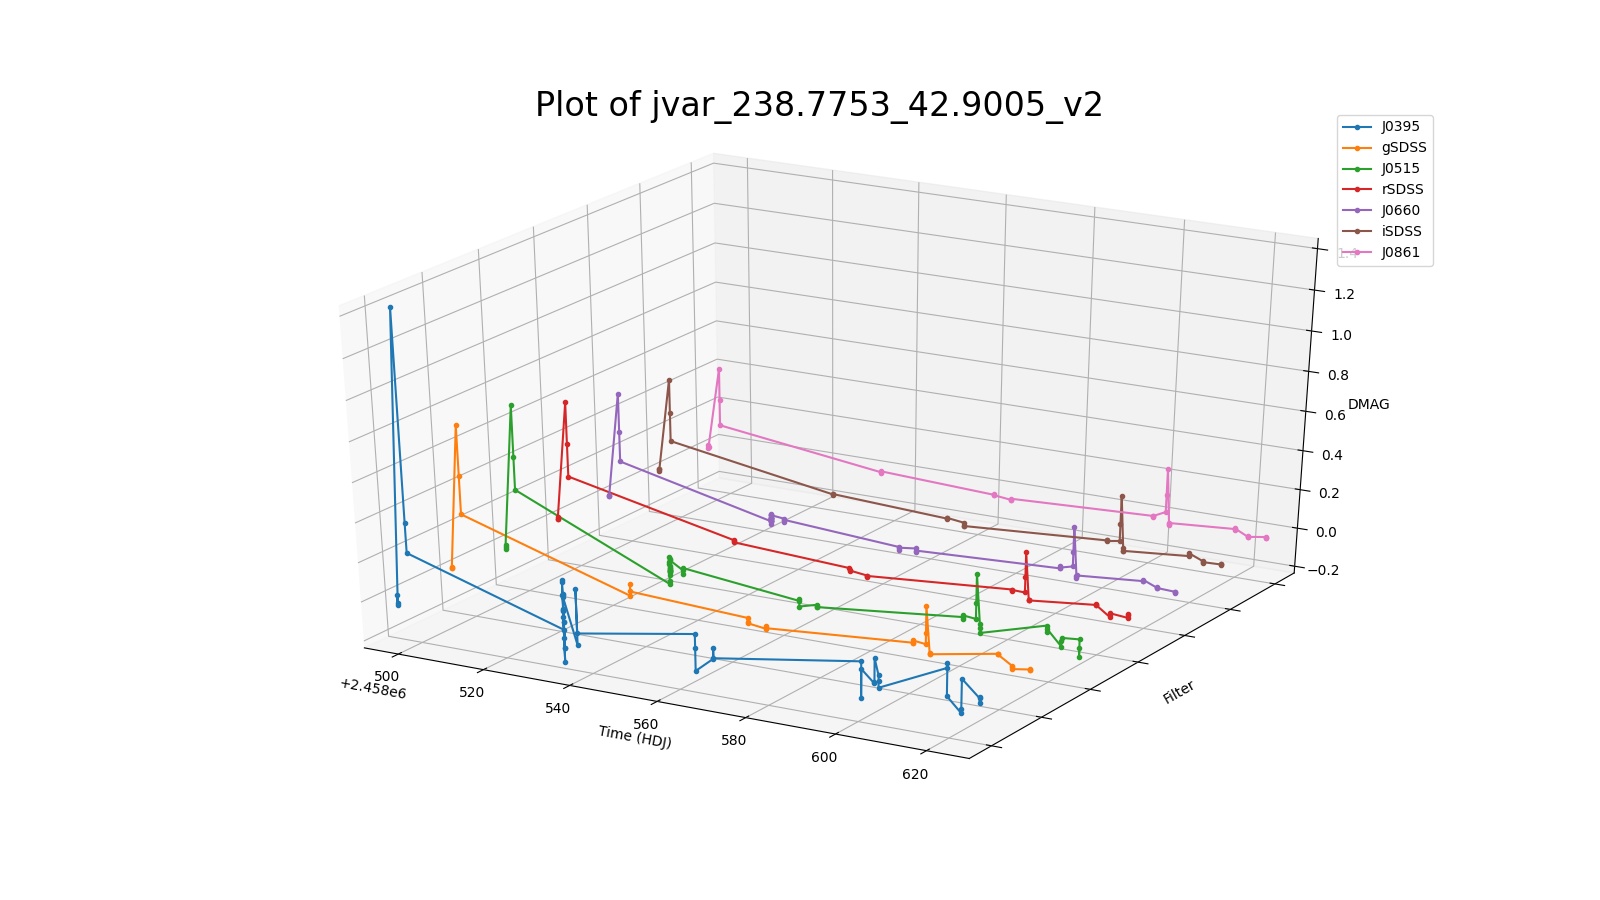 Plot of jvar_238.7753_42.9005_v2
J0395
gSDSS
J0515
rSDSS
J0660
iSDSS
J0861
1.4
1.2
1.0
0.8
0.6
DMAG
0.4
0.2
0.0
−0.2
Filter
500
520
540
560
580
600
620
+2.458e6
Time (HDJ)